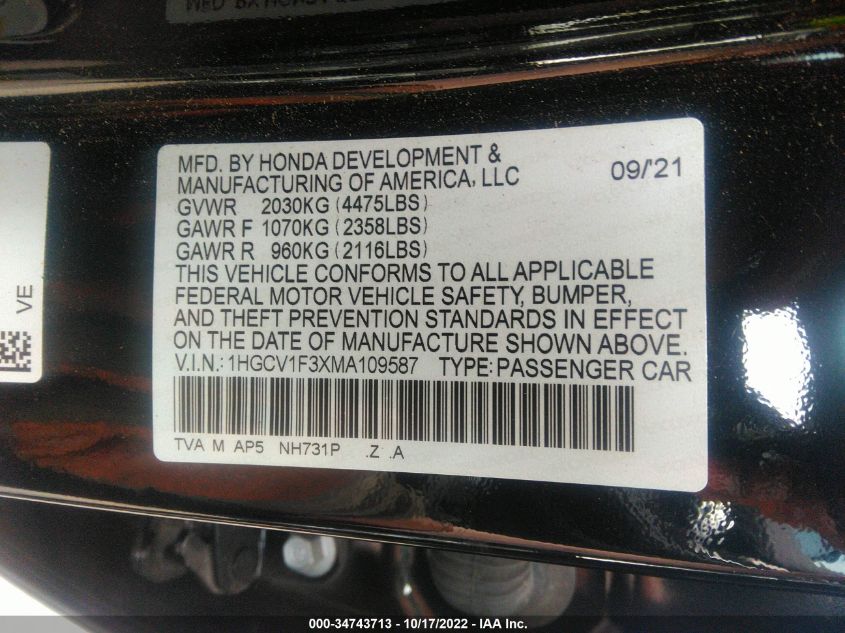 MFD. BY HONDA DEVELOPMENT &
MANUFACTURING OF AMERICA, LLC 09/'21
GVWR 2030KG (4475LBS)
GAWR F 1070KG (2358LBS)
GAWR R 960KG (2116LBS)
THIS VEHICLE CONFORMS TO ALL APPLICABLE
FEDERAL MOTOR VEHICLE SAFETY, BUMPER,
AND THEFT PREVENTION STANDARDS IN EFFECT
ON THE DATE OF MANUFACTURE SHOWN ABOVE.
V.I.N.: 1HGCV1F3XMA109587 TYPE: PASSENGER CAR
TVA M AP5 NH731P .Z .A
VE
000-34743713 - 10/17/2022 - IAA Inc.